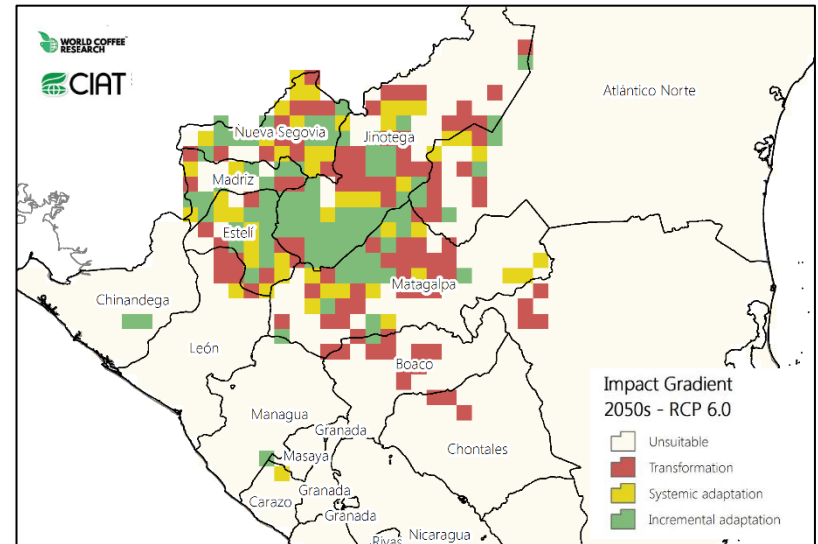 WORLD COFFEE
RESEARCH
CIAT
Atlántico Norte
Nueva Segovia
Jinotega
Madriz
Estelí
Matagalpa
Chinandega
León
Boaco
Managua
Granada
Masaya
Chontales
Carazo
Granada
Granada
Rivas
Nicaragua
Impact Gradient
2050s - RCP 6.0
Unsuitable
Transformation
Systemic adaptation
Incremental adaptation